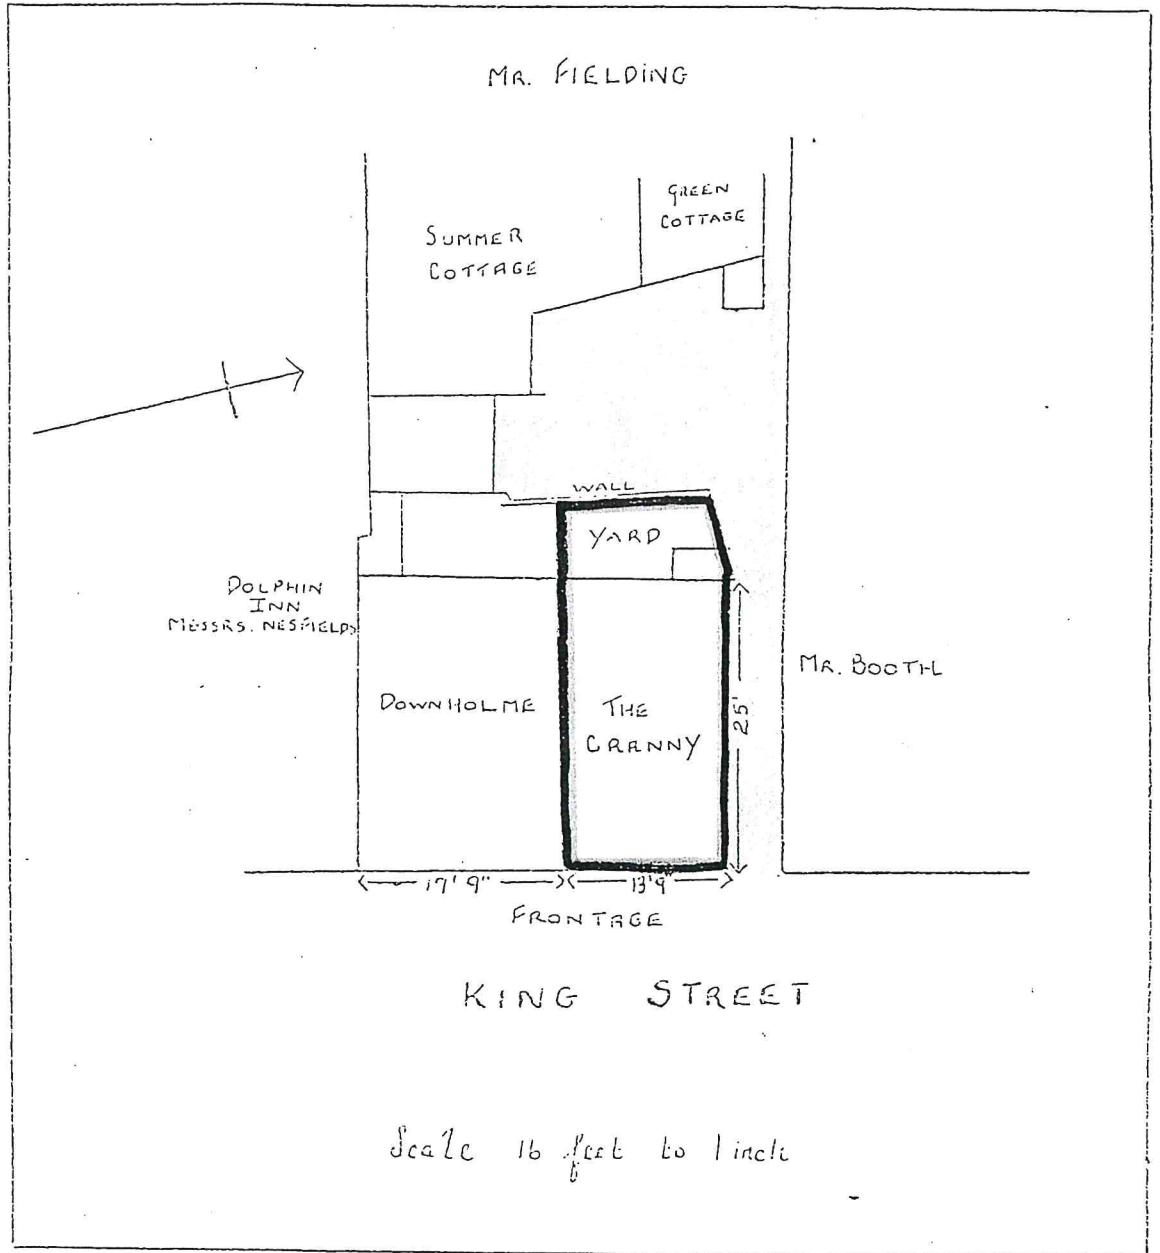 MR. FIELDING
GREEN
COTTAGE
SUMMER
COTTAGE
WALL
YARD
DOLPHIN
INN
MESSRS. NESFIELDS
MR. BOOTH
DOWNHOLME
THE
CRANNY
25'
17' 9"
13'9"
FRONTAGE
KING STREET
Scale 16 feet to 1 inch